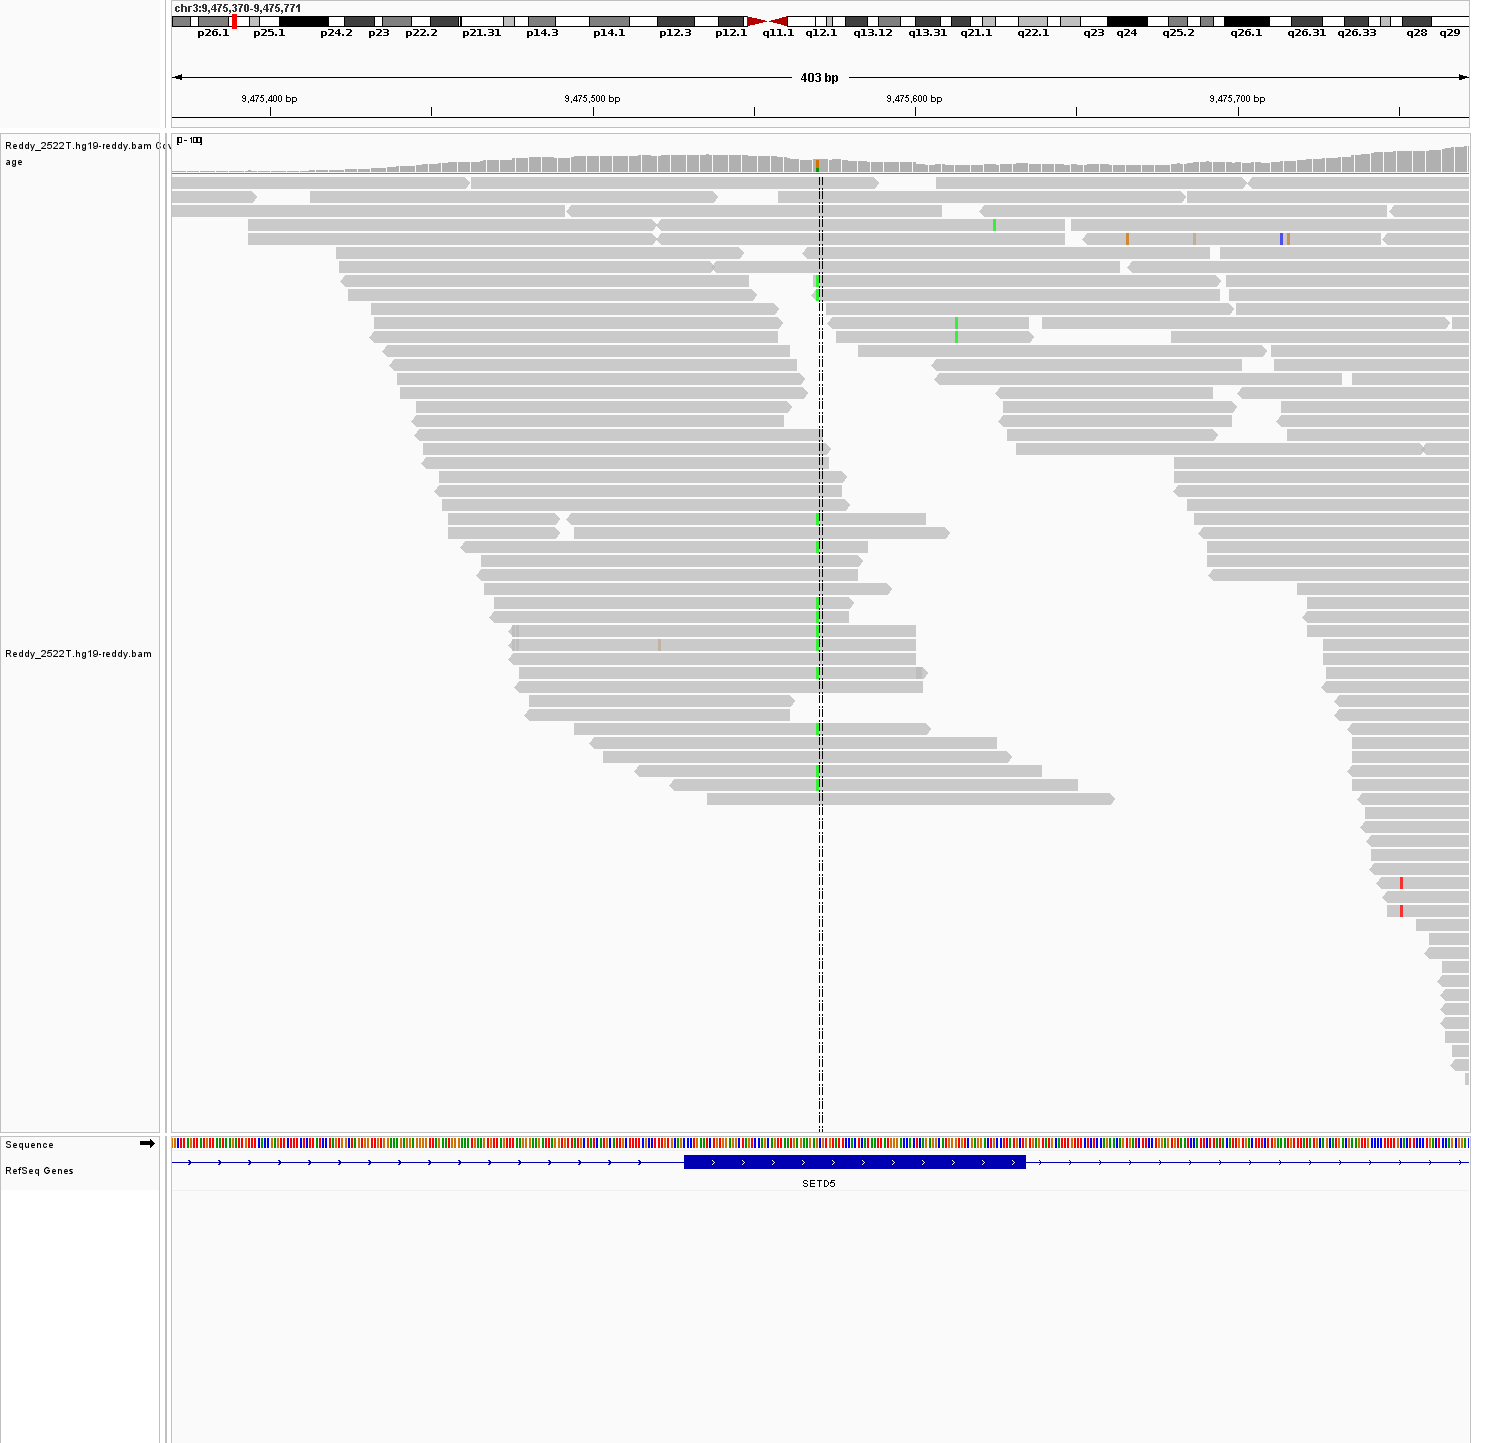 chr3:9,475,370-9,475,771
p26.1 p25.1 p24.2 p23 p22.2 p21.31 p14.3 p14.1 p12.3 p12.1 q11.1 q12.1 q13.12 q13.31 q21.1 q22.1 q23 q24 q25.2 q26.1 q26.31 q26.33 q28 q29
403 bp
9,475,400 bp 9,475,500 bp 9,475,600 bp 9,475,700 bp
[0 - 100]
Reddy_2522T.hg19-reddy.bam Cov
age
Reddy_2522T.hg19-reddy.bam
Sequence
RefSeq Genes
SETD5